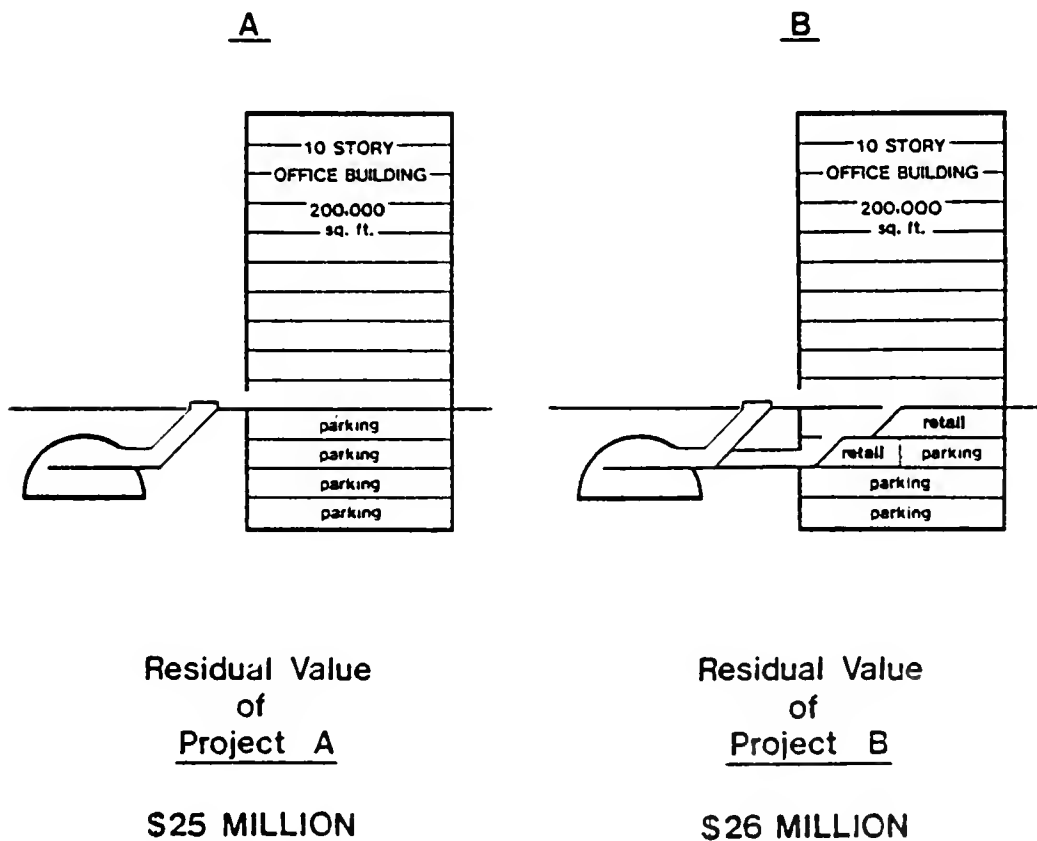 A
10 STORY
OFFICE BUILDING
200.000
sq. ft.
parking
parking
parking
parking
Residual Value
of
Project A
$25 MILLION
B
10 STORY
OFFICE BUILDING
200.000
sq. ft.
retail
retail parking
parking
parking
Residual Value
of
Project B
$26 MILLION